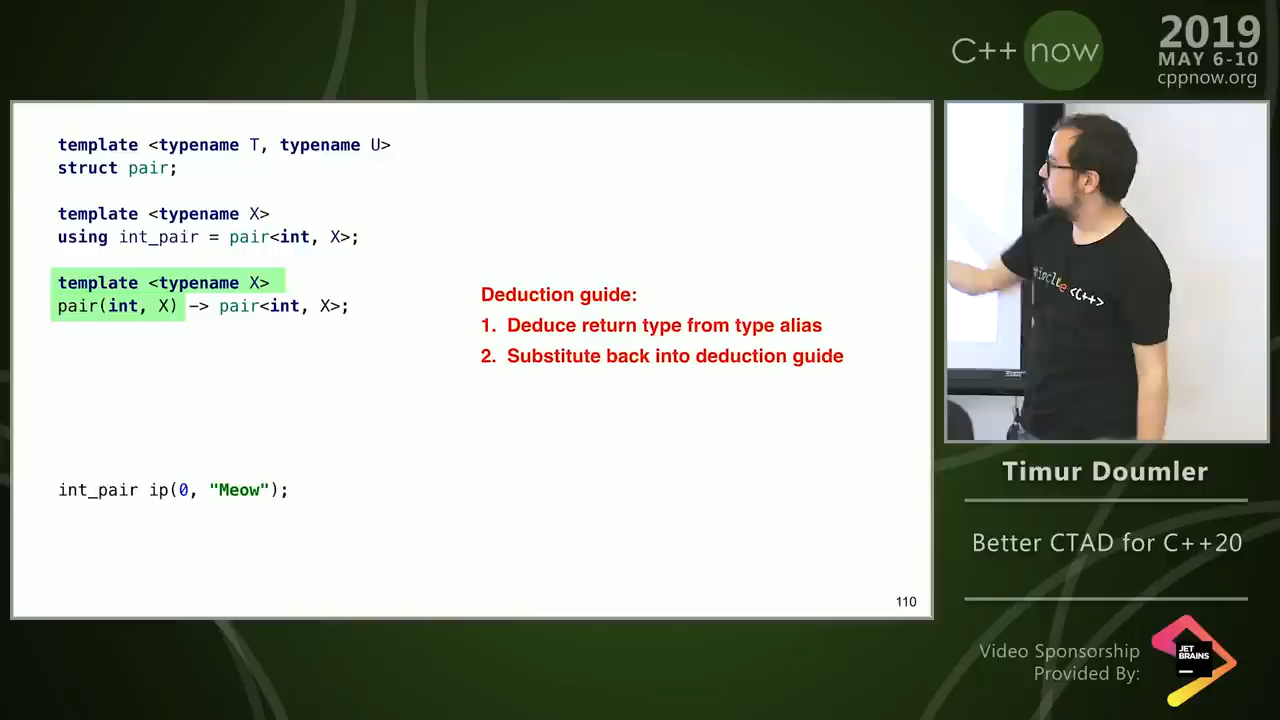 C++ now
2019
MAY 6-10
cppnow.org
template <typename T, typename U>
struct pair;
template <typename X>
using int_pair = pair<int, X>;
template <typename X>
pair(int, X) -> pair<int, X>;
Deduction guide:
1. Deduce return type from type alias
2. Substitute back into deduction guide
int_pair ip(0, "Meow");
110
<C++>
Timur Doumler
Better CTAD for C++20
Video Sponsorship
Provided By:
JET
BRAINS